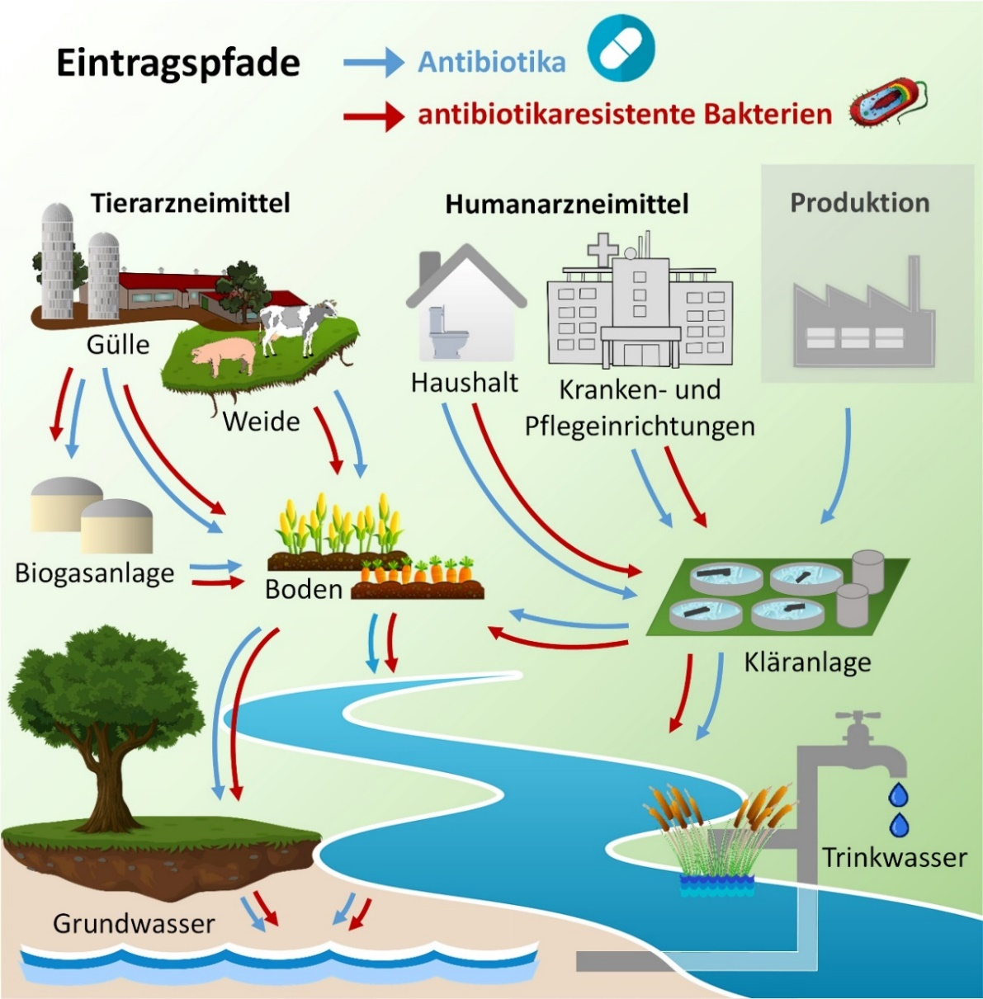 Eintragspfade
Antibiotika
antibiotikaresistente Bakterien
Tierarzneimittel
Humanarzneimittel
Produktion
Gülle
Weide
Haushalt
Kranken- und
Pflegeeinrichtungen
Biogasanlage
Boden
Kläranlage
Trinkwasser
Grundwasser